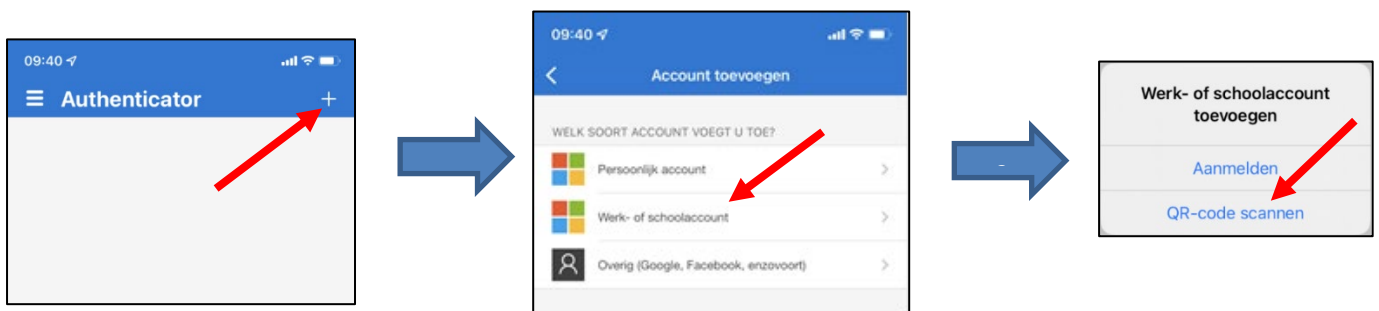 09:40
Authenticator
09:40
Account toevoegen
WELK SOORT ACCOUNT VOEGT U TOE?
Persoonlijk account
Werk- of schoolaccount
Overig (Google, Facebook, enzovoort)
Werk- of schoolaccount
toevoegen
Aanmelden
QR-code scannen